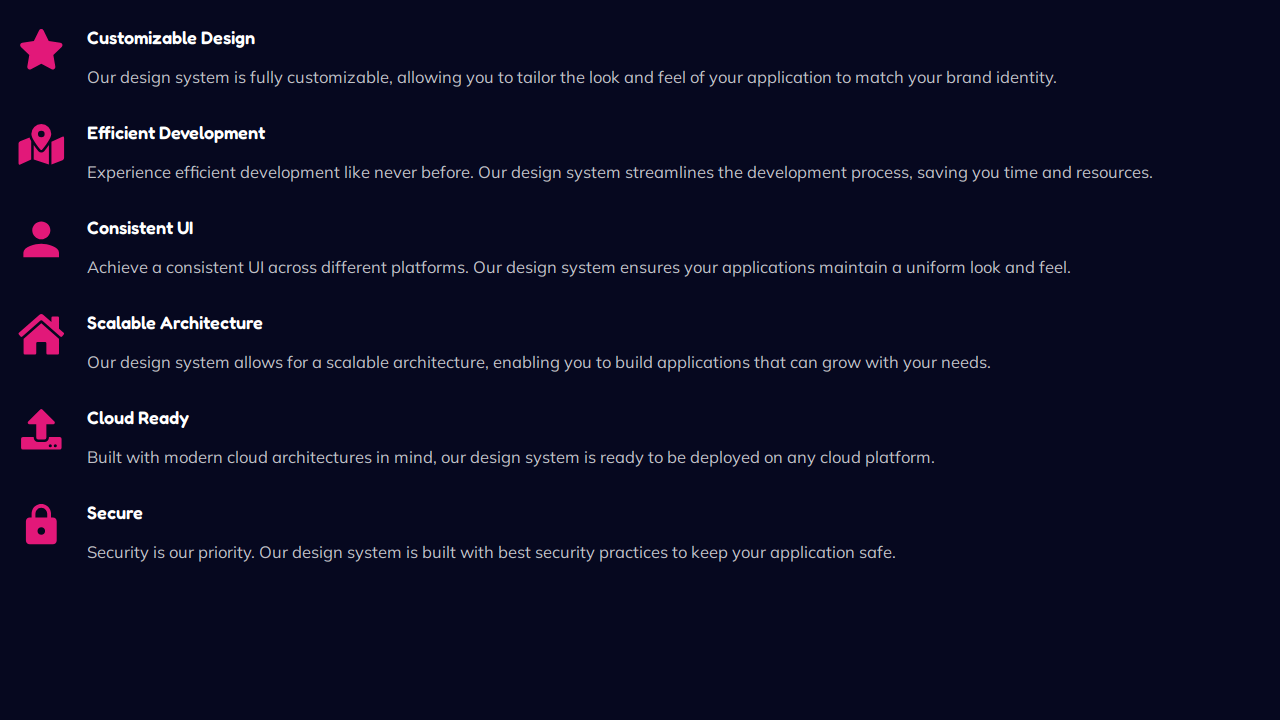 Customizable Design
Our design system is fully customizable, allowing you to tailor the look and feel of your application to match your brand identity.
Efficient Development
Experience efficient development like never before. Our design system streamlines the development process, saving you time and resources.
Consistent UI
Achieve a consistent UI across different platforms. Our design system ensures your applications maintain a uniform look and feel.
Scalable Architecture
Our design system allows for a scalable architecture, enabling you to build applications that can grow with your needs.
Cloud Ready
Built with modern cloud architectures in mind, our design system is ready to be deployed on any cloud platform.
Secure
Security is our priority. Our design system is built with best security practices to keep your application safe.